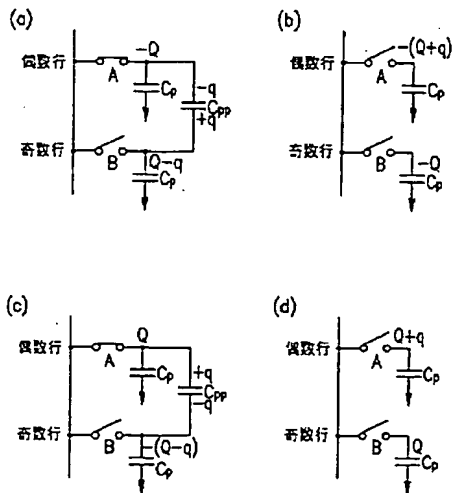 (a)
偶数行
A
-Q
Cp
-q
Cpp
+q
奇数行
B
Q-q
Cp
(b)
偶数行
A
-(Q+q)
Cp
奇数行
B
-Q
Cp
(c)
偶数行
A
Q
Cp
+q
Cpp
-q
奇数行
B
-(Q-q)
Cp
(d)
偶数行
A
Q+q
Cp
奇数行
B
Q
Cp